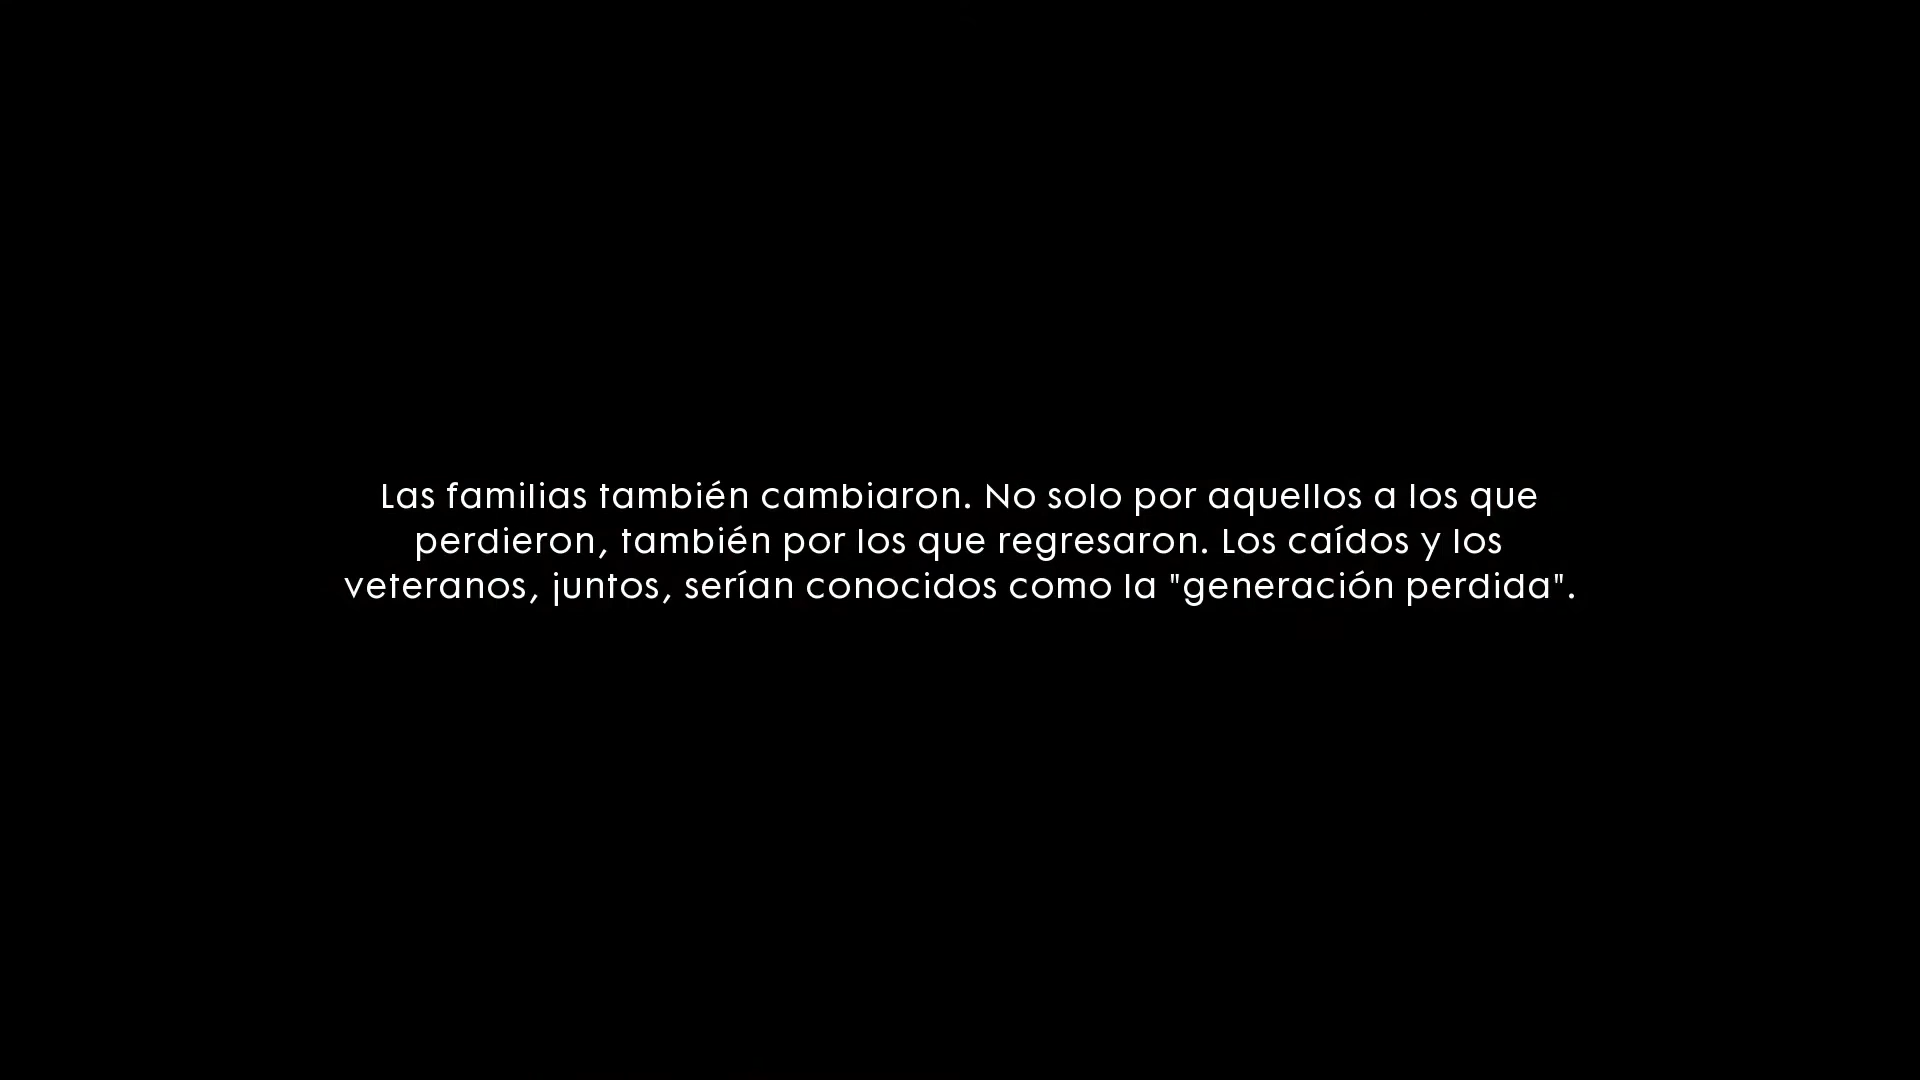 Las familias también cambiaron. No solo por aquellos a los que
perdieron, también por los que regresaron. Los caídos y los
veteranos, juntos, serían conocidos como la "generación perdida".